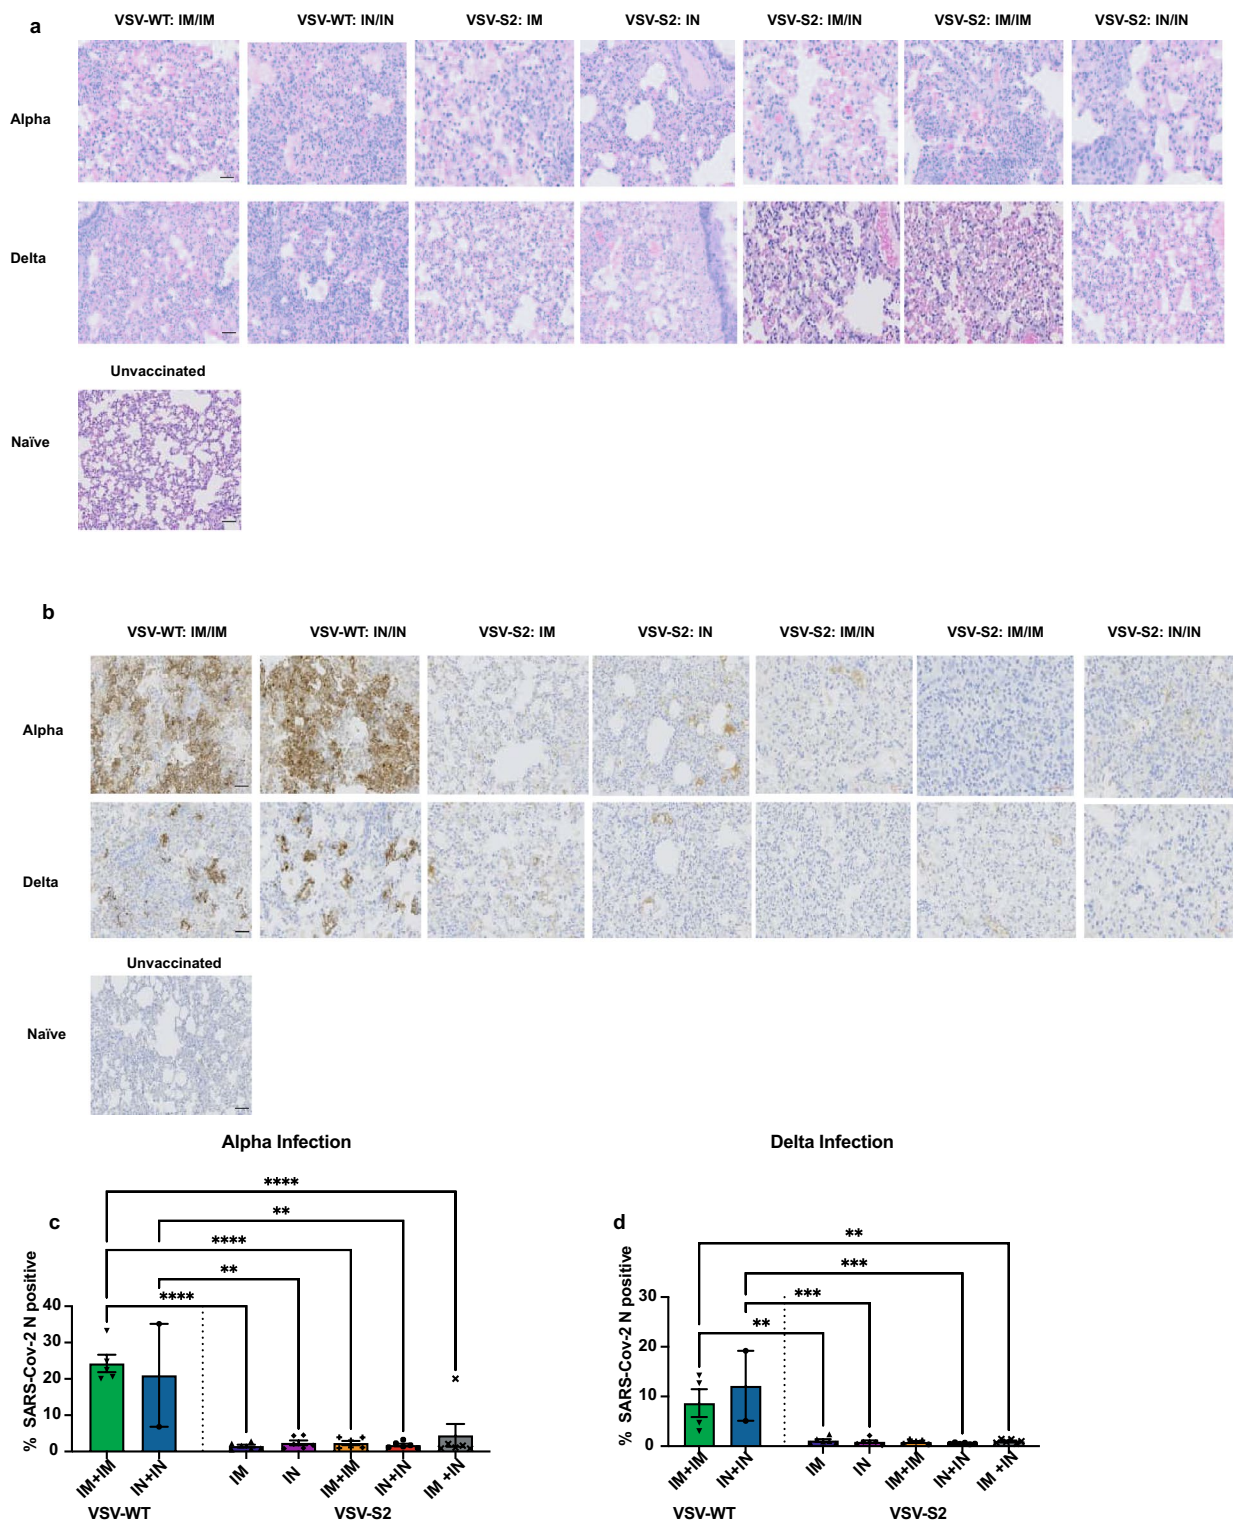 a
VSV-WT: IM/IM VSV-WT: IN/IN VSV-S2: IM VSV-S2: IN VSV-S2: IM/IN VSV-S2: IM/IM VSV-S2: IN/IN
Alpha
Delta
Unvaccinated
Naïve
b
VSV-WT: IM/IM VSV-WT: IN/IN VSV-S2: IM VSV-S2: IN VSV-S2: IM/IN VSV-S2: IM/IM VSV-S2: IN/IN
Alpha
Delta
Unvaccinated
Naïve
Alpha Infection
c
% SARS-Cov-2 N positive
****
**
****
**
****
40
30
20
10
0
IM+IM IN+IN IM IN IM+IM IN+IN IM +IN
VSV-WT VSV-S2
Delta Infection
d
% SARS-Cov-2 N positive
**
***
***
**
30
20
10
0
IM+IM IN+IN IM IN IM+IM IN+IN IM +IN
VSV-WT VSV-S2